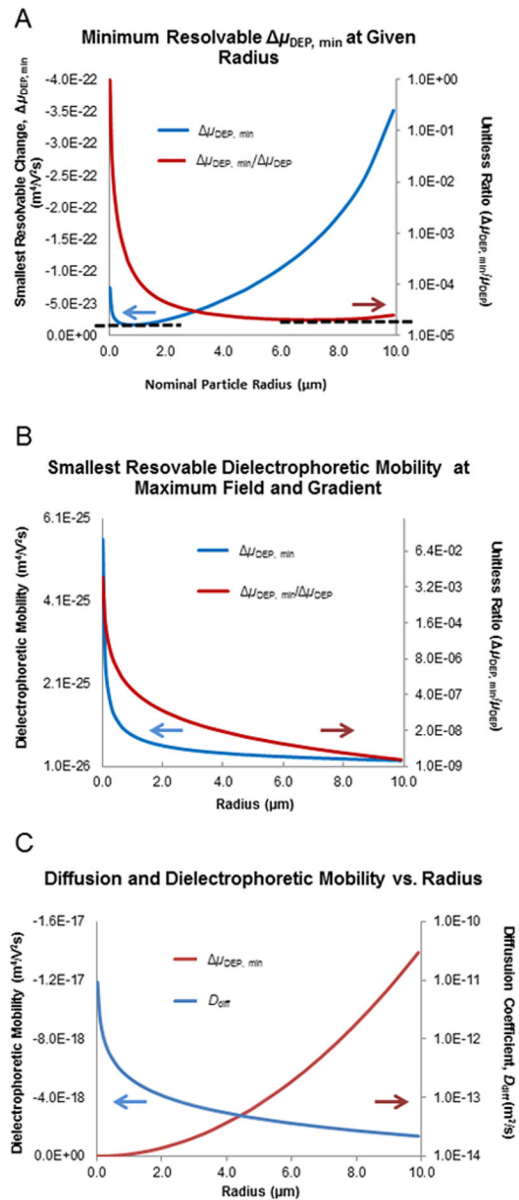 A
Minimum Resolvable ΔμDEP, min at Given
Radius
Smallest Resolvable Change, ΔμDEP, min
(m⁴/V²s)
-4.0E-22
-3.5E-22
-3.0E-22
-2.5E-22
-2.0E-22
-1.5E-22
-1.0E-22
-5.0E-23
0.0E+00
ΔμDEP, min
ΔμDEP, min/ΔμDEP
1.0E+00
1.0E-01
1.0E-02
1.0E-03
1.0E-04
1.0E-05
Unitless Ratio (ΔμDEP, min/μDEP)
0.0 2.0 4.0 6.0 8.0 10.0
Nominal Particle Radius (μm)
B
Smallest Resovable Dielectrophoretic Mobility at
Maximum Field and Gradient
Dielectrophoretic Mobility (m⁴/V²s)
6.1E-25
4.1E-25
2.1E-25
1.0E-26
ΔμDEP, min
ΔμDEP, min/ΔμDEP
6.4E-02
3.2E-03
1.6E-04
8.0E-06
4.0E-07
2.0E-08
1.0E-09
Unitless Ratio (ΔμDEP, min/μDEP)
0.0 2.0 4.0 6.0 8.0 10.0
Radius (μm)
C
Diffusion and Dielectrophoretic Mobility vs. Radius
Dielectrophoretic Mobility (m⁴/V²s)
-1.6E-17
-1.2E-17
-8.0E-18
-4.0E-18
0.0E+00
ΔμDEP, min
Ddiff
1.0E-10
1.0E-11
1.0E-12
1.0E-13
1.0E-14
Diffusuion Coefficient, Ddiff (m²/s)
0.0 2.0 4.0 6.0 8.0 10.0
Radius (μm)